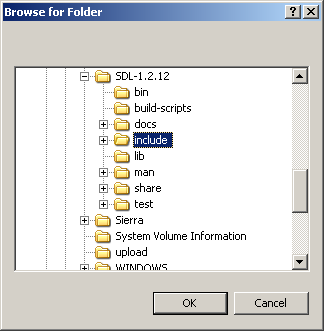 Browse for Folder
SDL-1.2.12
bin
build-scripts
docs
include
lib
man
share
test
Sierra
System Volume Information
upload
WINDOWS
OK
Cancel